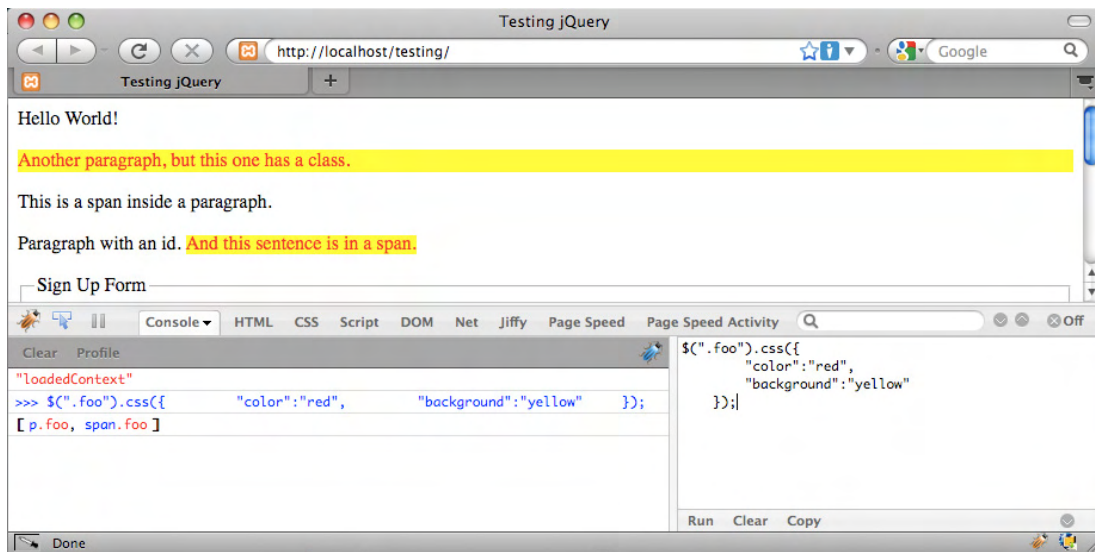 Testing jQuery
http://localhost/testing/
Google
Testing jQuery
+
Hello World!
Another paragraph, but this one has a class.
This is a span inside a paragraph.
Paragraph with an id. And this sentence is in a span.
Sign Up Form
Console HTML CSS Script DOM Net Jiffy Page Speed Page Speed Activity Off
Clear Profile
"loadedContext"
>>> $(".foo").css({ "color":"red", "background":"yellow" });
[ p.foo, span.foo ]
$(".foo").css({
"color":"red",
"background":"yellow"
});
Run Clear Copy
Done